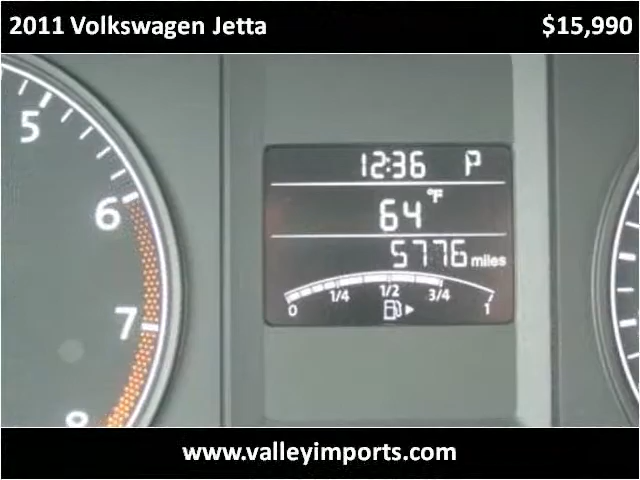 2011 Volkswagen Jetta $15,990
5
6
7
8
12:36 P
64 °F
5776 miles
0 1/4 1/2 3/4 1
www.valleyimports.com